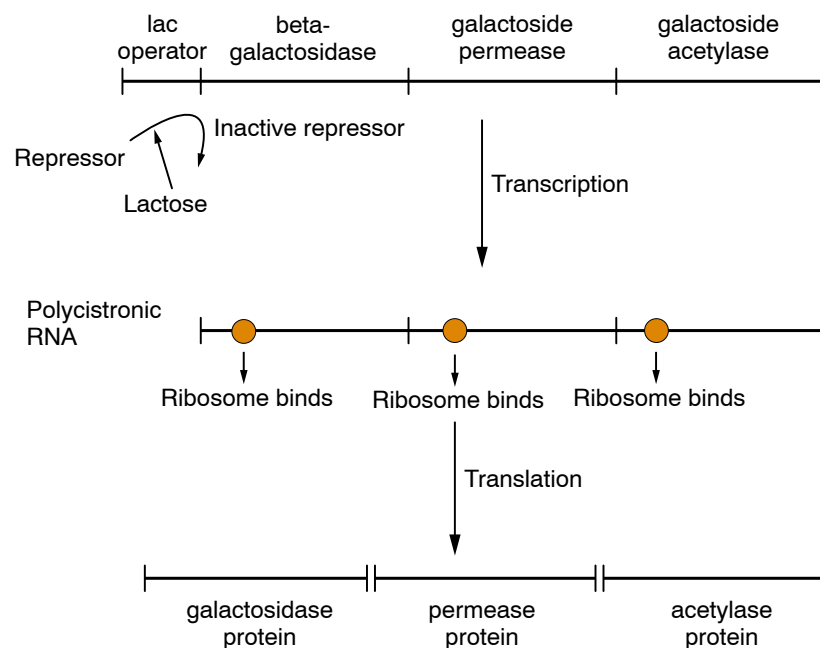 lac
operator
beta-
galactosidase
galactoside
permease
galactoside
acetylase
Inactive repressor
Repressor
Lactose
Transcription
Polycistronic
RNA
Ribosome binds
Ribosome binds
Ribosome binds
Translation
galactosidase
protein
permease
protein
acetylase
protein